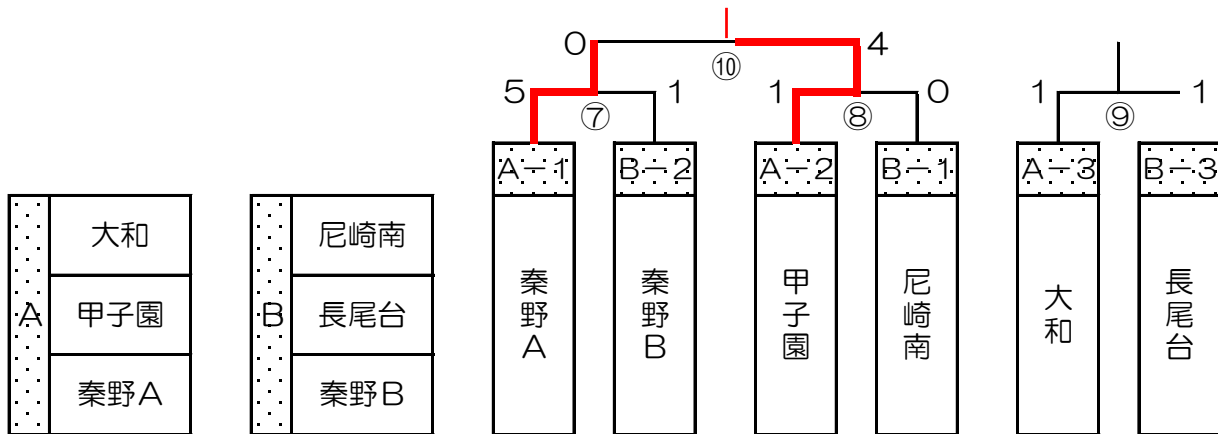 0 4
⑩
5 1 1 0 1 1
⑦ ⑧ ⑨
A-1 B-2 A-2 B-1 A-3 B-3
A
大和
甲子園
秦野A
B
尼崎南
長尾台
秦野B
秦野A
秦野B
甲子園
尼崎南
大和
長尾台